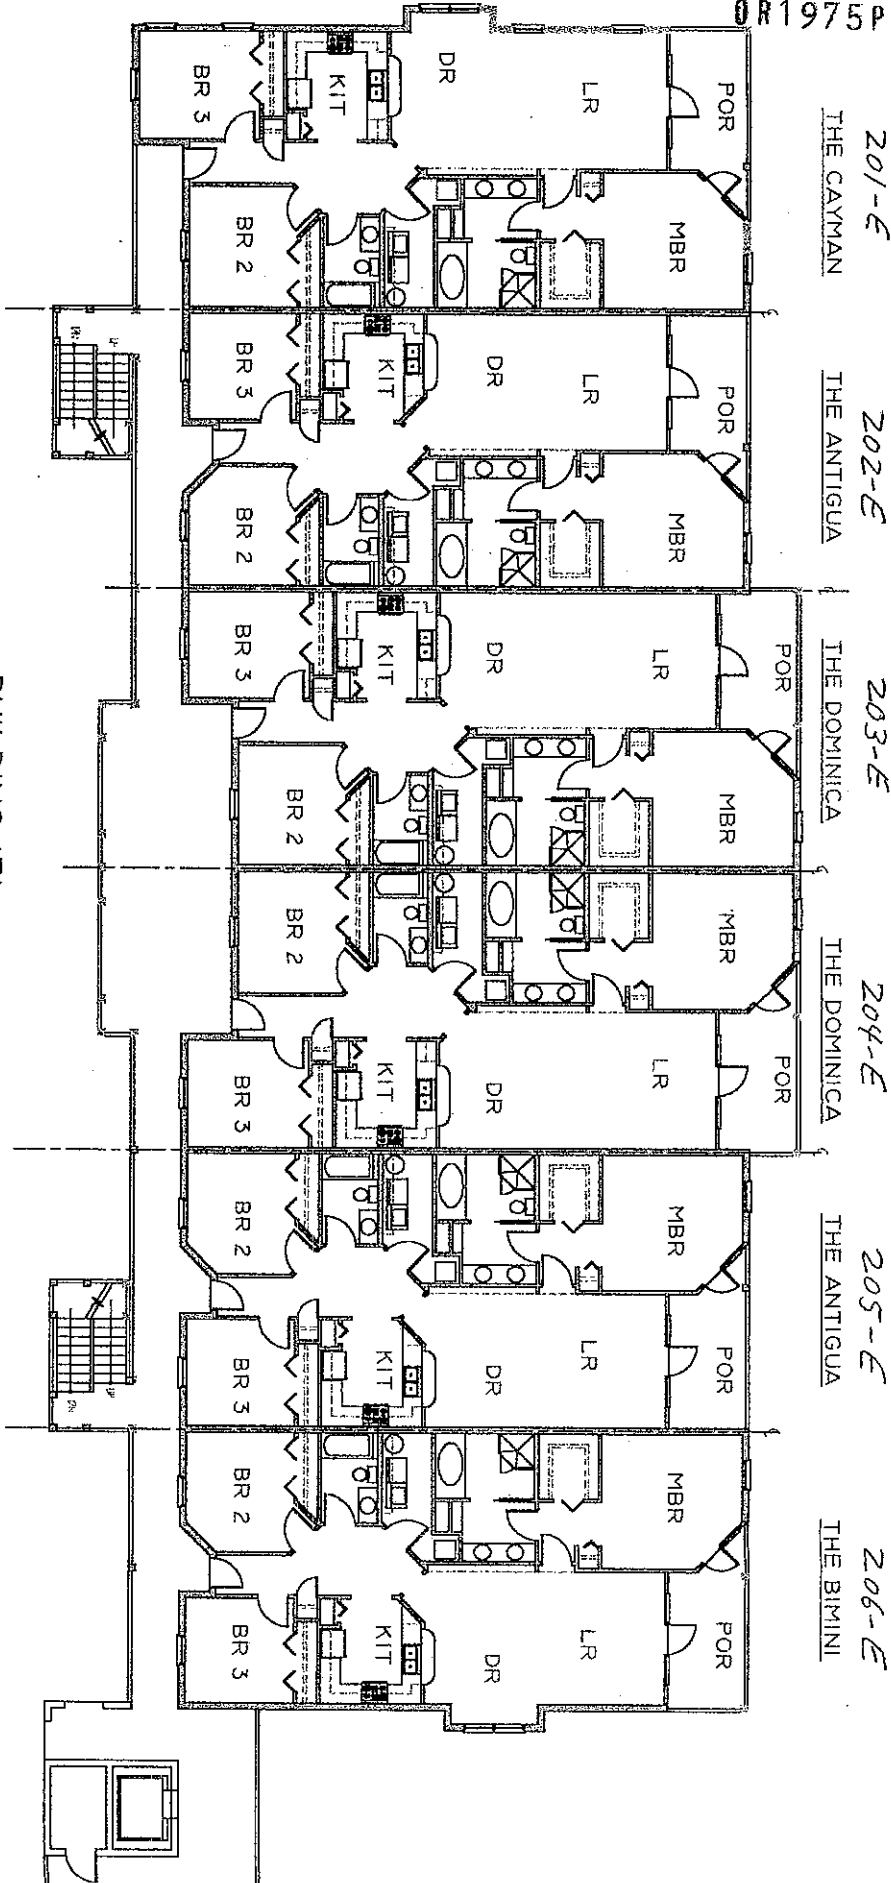 OR1975P
201-E
THE CAYMAN
202-E
THE ANTIGUA
203-E
THE DOMINICA
204-E
THE DOMINICA
205-E
THE ANTIGUA
206-E
THE BIMINI
POR
LR
DR
KIT
BR 3
MBR
BR 2
POR
LR
DR
KIT
BR 3
MBR
BR 2
POR
LR
DR
KIT
BR 3
MBR
BR 2
MBR
BR 2
POR
LR
DR
KIT
BR 3
MBR
BR 2
POR
LR
DR
KIT
BR 3
MBR
BR 2
POR
LR
DR
KIT
BR 3